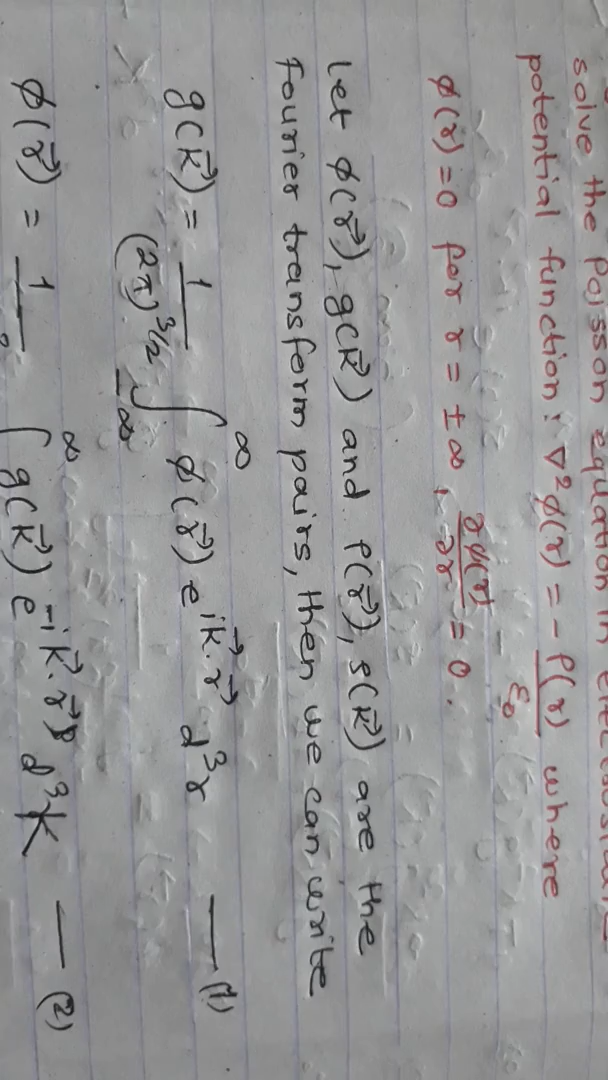 solve the Poisson equation in
potential function: ∇²φ(r) = - ρ(r)/ε₀ where
φ(r) = 0 for r = ±∞, ∂φ(r)/∂r = 0.
Let φ(r⃗), g(k⃗) and ρ(r⃗), s(k⃗) are the
Fourier transform pairs, then we can write
g(k⃗) = 1/(2π)^3/2 ∫_-∞^∞ φ(r⃗) e^{ik⃗·r⃗} d³r — (1)
φ(r⃗) = 1 ∫^∞ g(k⃗) e^{-ik⃗·r⃗} d³k — (2)